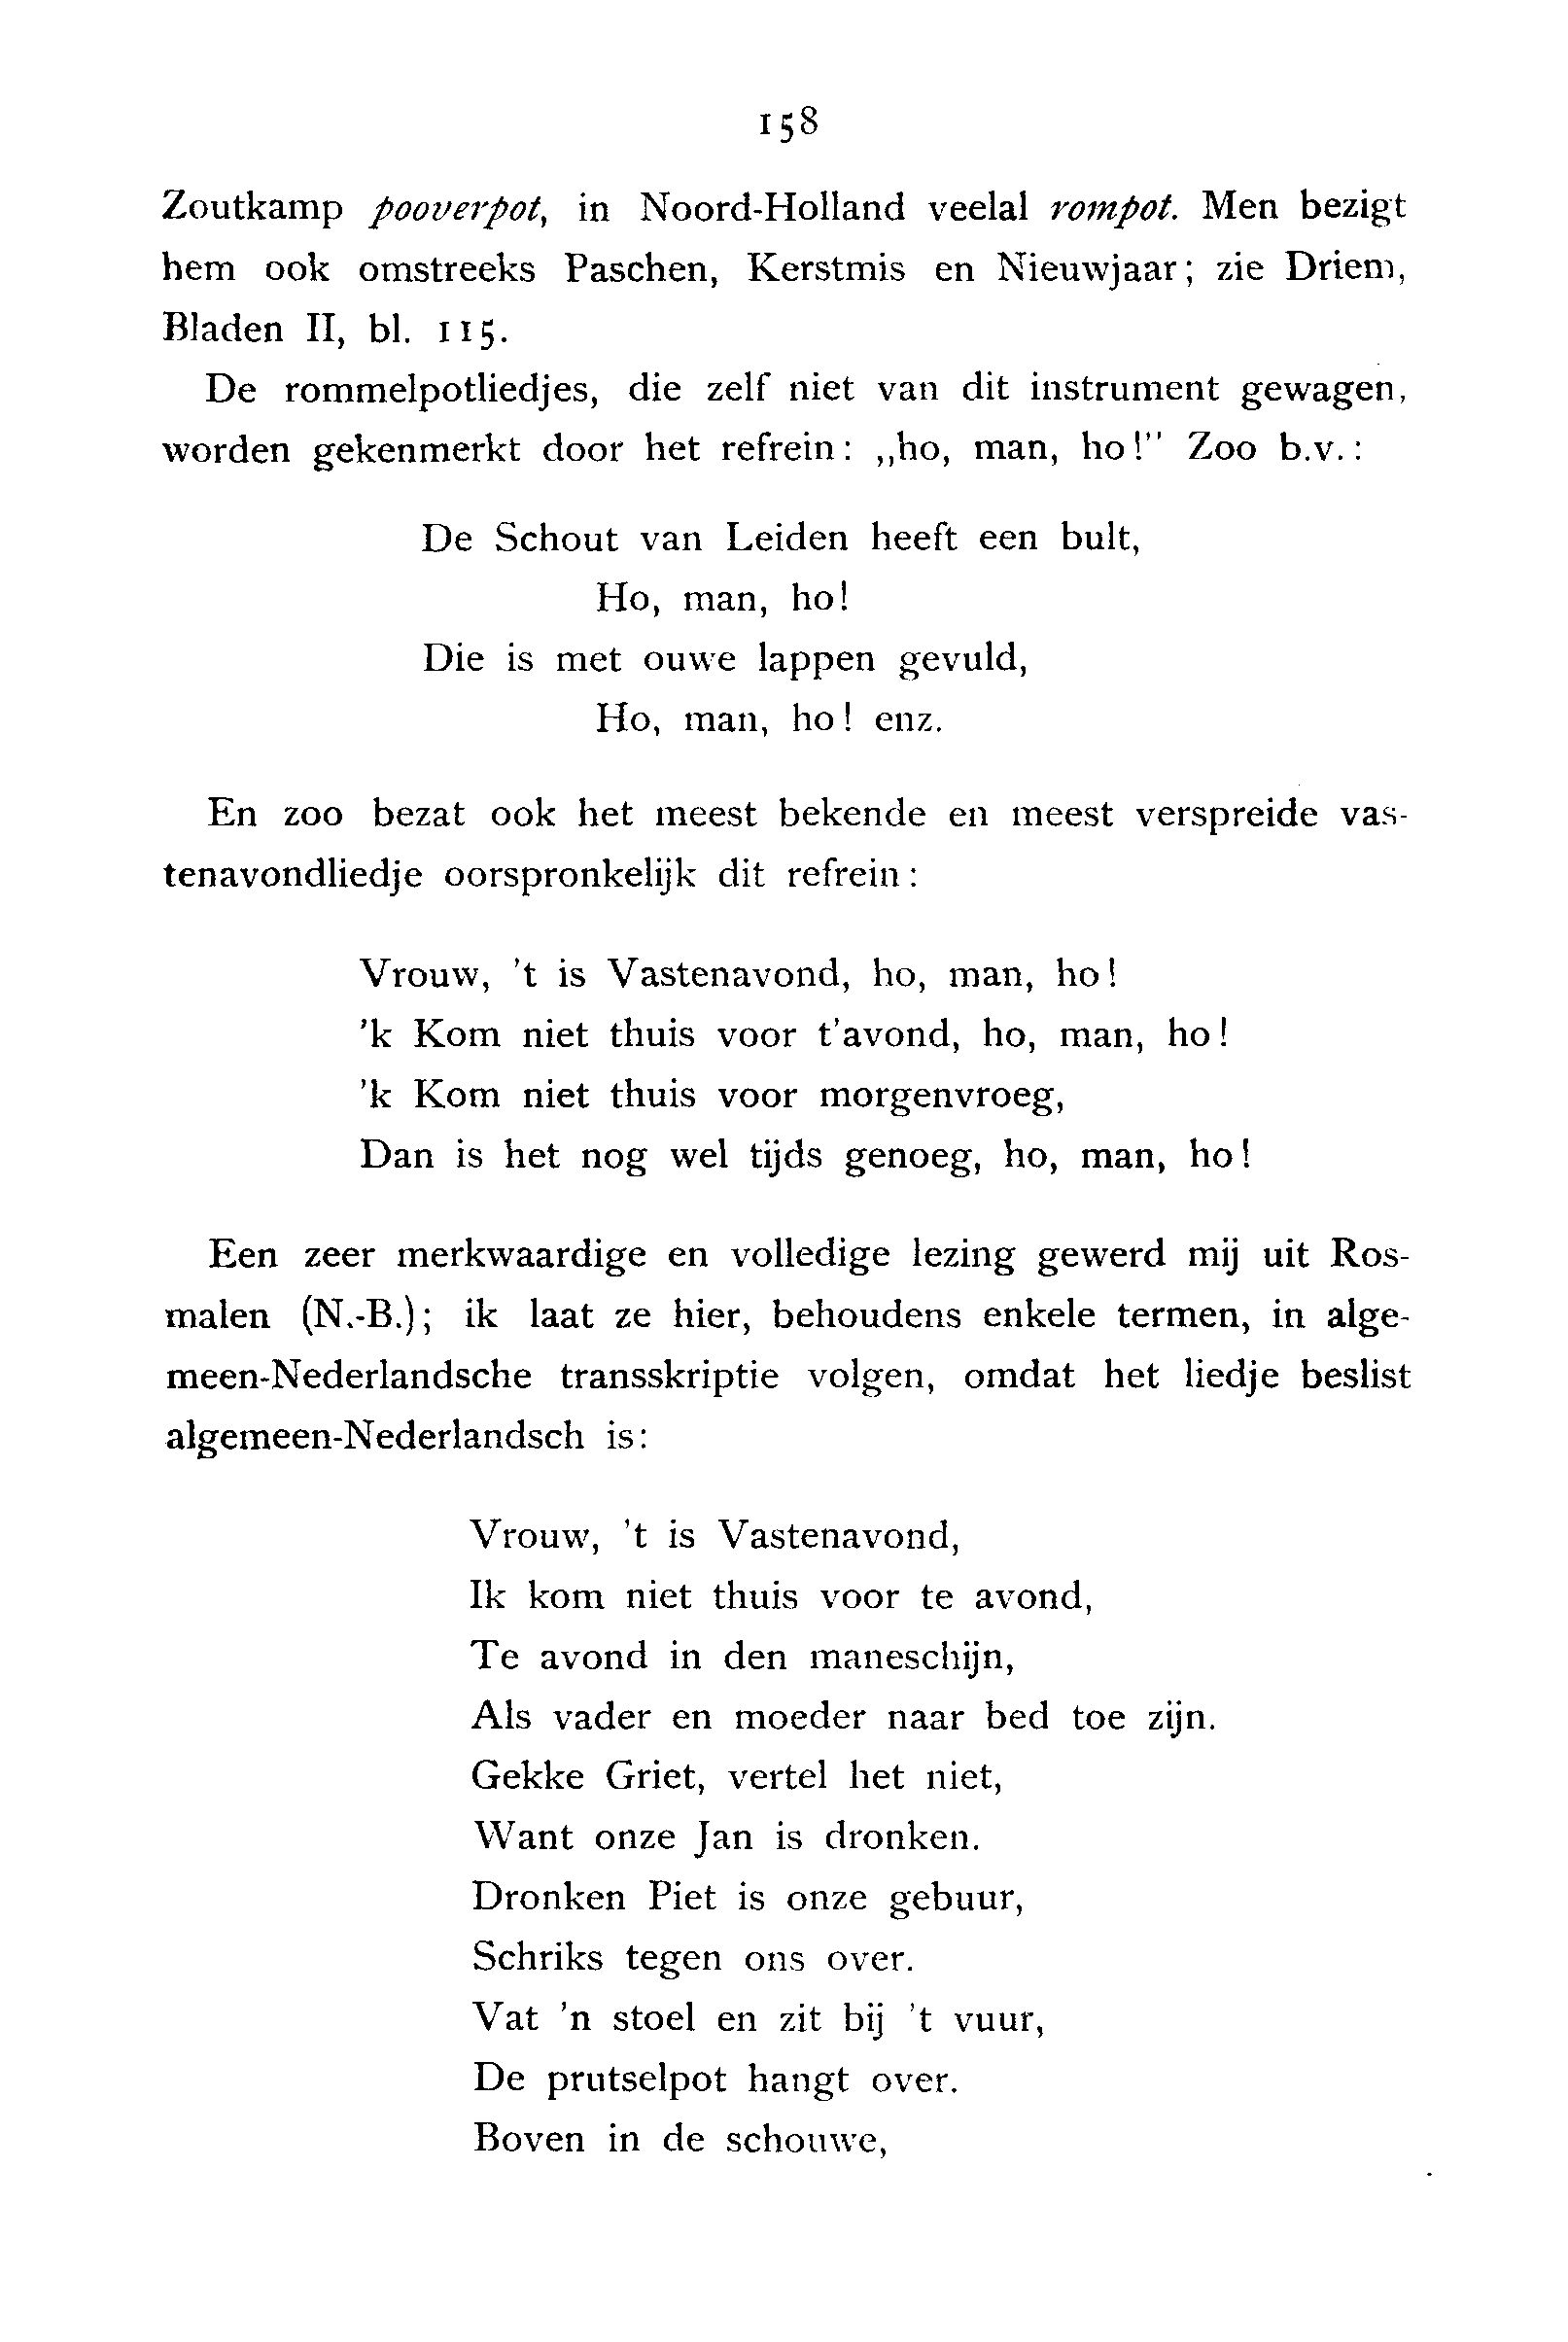 158
Zoutkamp pooverpot, in Noord-Holland veelal rompot. Men bezigt
hem ook omstreeks Paschen, Kerstmis en Nieuwjaar; zie Driem,
Bladen II, bl. 115.
De rommelpotliedjes, die zelf niet van dit instrument gewagen,
worden gekenmerkt door het refrein: „ho, man, ho!” Zoo b.v.:
De Schout van Leiden heeft een bult,
Ho, man, ho!
Die is met ouwe lappen gevuld,
Ho, man, ho! enz.
En zoo bezat ook het meest bekende en meest verspreide vas-
tenavondliedje oorspronkelijk dit refrein:
Vrouw, ’t is Vastenavond, ho, man, ho!
’k Kom niet thuis voor t’avond, ho, man, ho!
’k Kom niet thuis voor morgenvroeg,
Dan is het nog wel tijds genoeg, ho, man, ho!
Een zeer merkwaardige en volledige lezing gewerd mij uit Ros-
malen (N.-B.); ik laat ze hier, behoudens enkele termen, in alge-
meen-Nederlandsche transskriptie volgen, omdat het liedje beslist
algemeen-Nederlandsch is:
Vrouw, ’t is Vastenavond,
Ik kom niet thuis voor te avond,
Te avond in den maneschijn,
Als vader en moeder naar bed toe zijn.
Gekke Griet, vertel het niet,
Want onze Jan is dronken.
Dronken Piet is onze gebuur,
Schriks tegen ons over.
Vat ’n stoel en zit bij ’t vuur,
De prutselpot hangt over.
Boven in de schouwe,